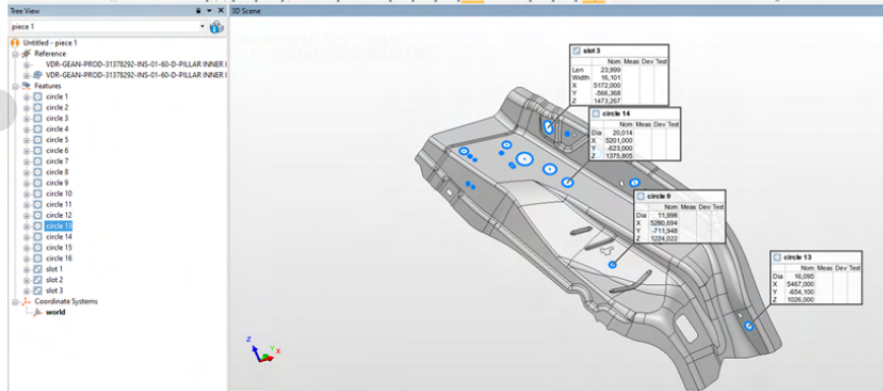 Tree View
3D Scene
piece 1
Untitled - piece 1
Reference
VDR-GEAN-PROD-31378292-INS-01-60-D-PILLAR INNER I
VDR-GEAN-PROD-31378292-INS-01-60-D-PILLAR INNER I
Features
circle 1
circle 2
circle 3
circle 4
circle 5
circle 6
circle 7
circle 8
circle 9
circle 10
circle 11
circle 12
circle 13
circle 14
circle 15
circle 16
slot 1
slot 2
slot 3
Coordinate Systems
world
slot 3
Nom Meas Dev Test
Len 23,999
Width 16,101
X 5172,000
Y -566,368
Z 1473,267
circle 14
Nom Meas Dev Test
Dia 20,014
X 5201,000
Y -623,000
Z 1375,805
circle 9
Nom Meas Dev Test
Dia 11,998
X 5280,694
Y -711,948
Z 1224,022
circle 13
Nom Meas Dev Test
Dia 16,095
X 5467,000
Y -654,100
Z 1026,000
Z
Y
X